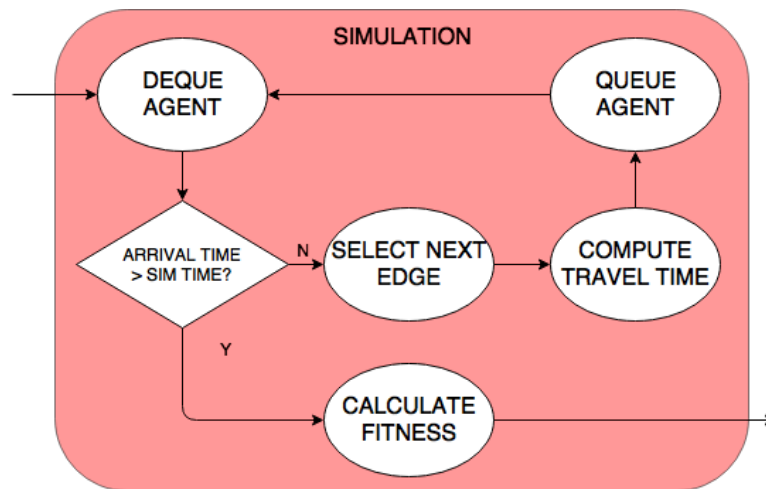 SIMULATION
DEQUE
AGENT
QUEUE
AGENT
ARRIVAL TIME
> SIM TIME?
N
SELECT NEXT
EDGE
COMPUTE
TRAVEL TIME
Y
CALCULATE
FITNESS